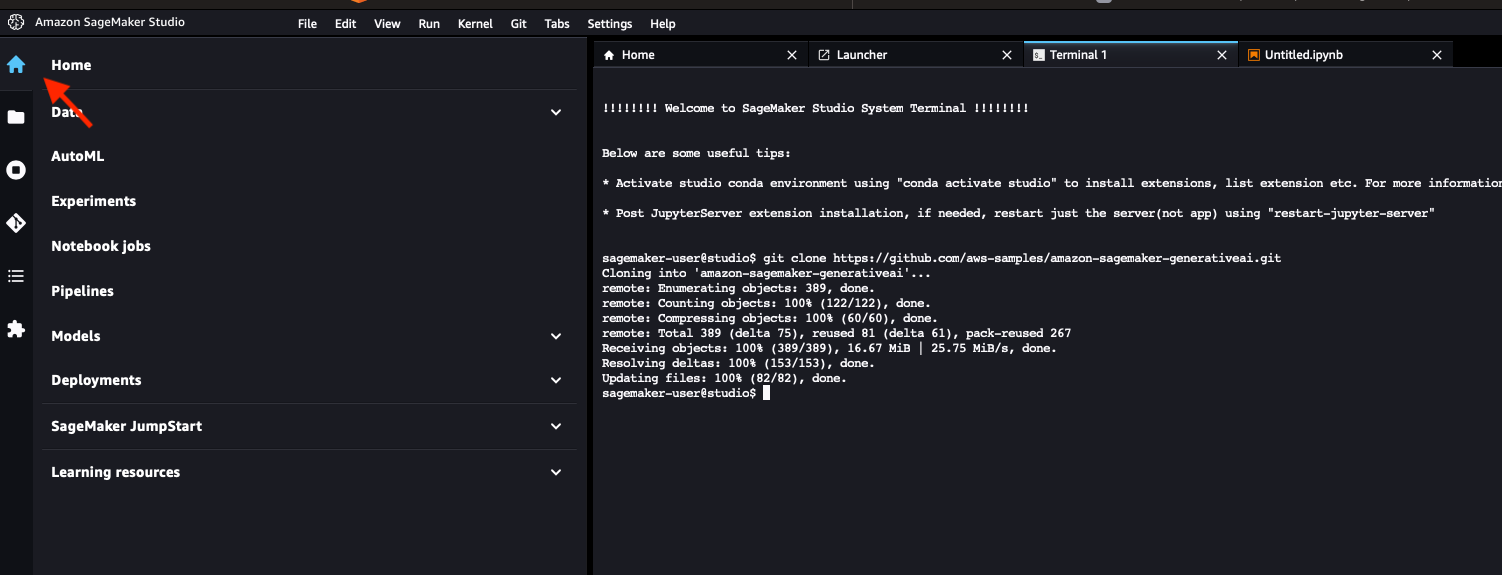 Amazon SageMaker Studio
File Edit View Run Kernel Git Tabs Settings Help
Home
Data
AutoML
Experiments
Notebook jobs
Pipelines
Models
Deployments
SageMaker JumpStart
Learning resources
Home Launcher Terminal 1 Untitled.ipynb
!!!!!!!! Welcome to SageMaker Studio System Terminal !!!!!!!!
Below are some useful tips:
* Activate studio conda environment using "conda activate studio" to install extensions, list extension etc. For more information
* Post JupyterServer extension installation, if needed, restart just the server(not app) using "restart-jupyter-server"
sagemaker-user@studio$ git clone https://github.com/aws-samples/amazon-sagemaker-generativeai.git
Cloning into 'amazon-sagemaker-generativeai'...
remote: Enumerating objects: 389, done.
remote: Counting objects: 100% (122/122), done.
remote: Compressing objects: 100% (60/60), done.
remote: Total 389 (delta 75), reused 81 (delta 61), pack-reused 267
Receiving objects: 100% (389/389), 16.67 MiB | 25.75 MiB/s, done.
Resolving deltas: 100% (153/153), done.
Updating files: 100% (82/82), done.
sagemaker-user@studio$